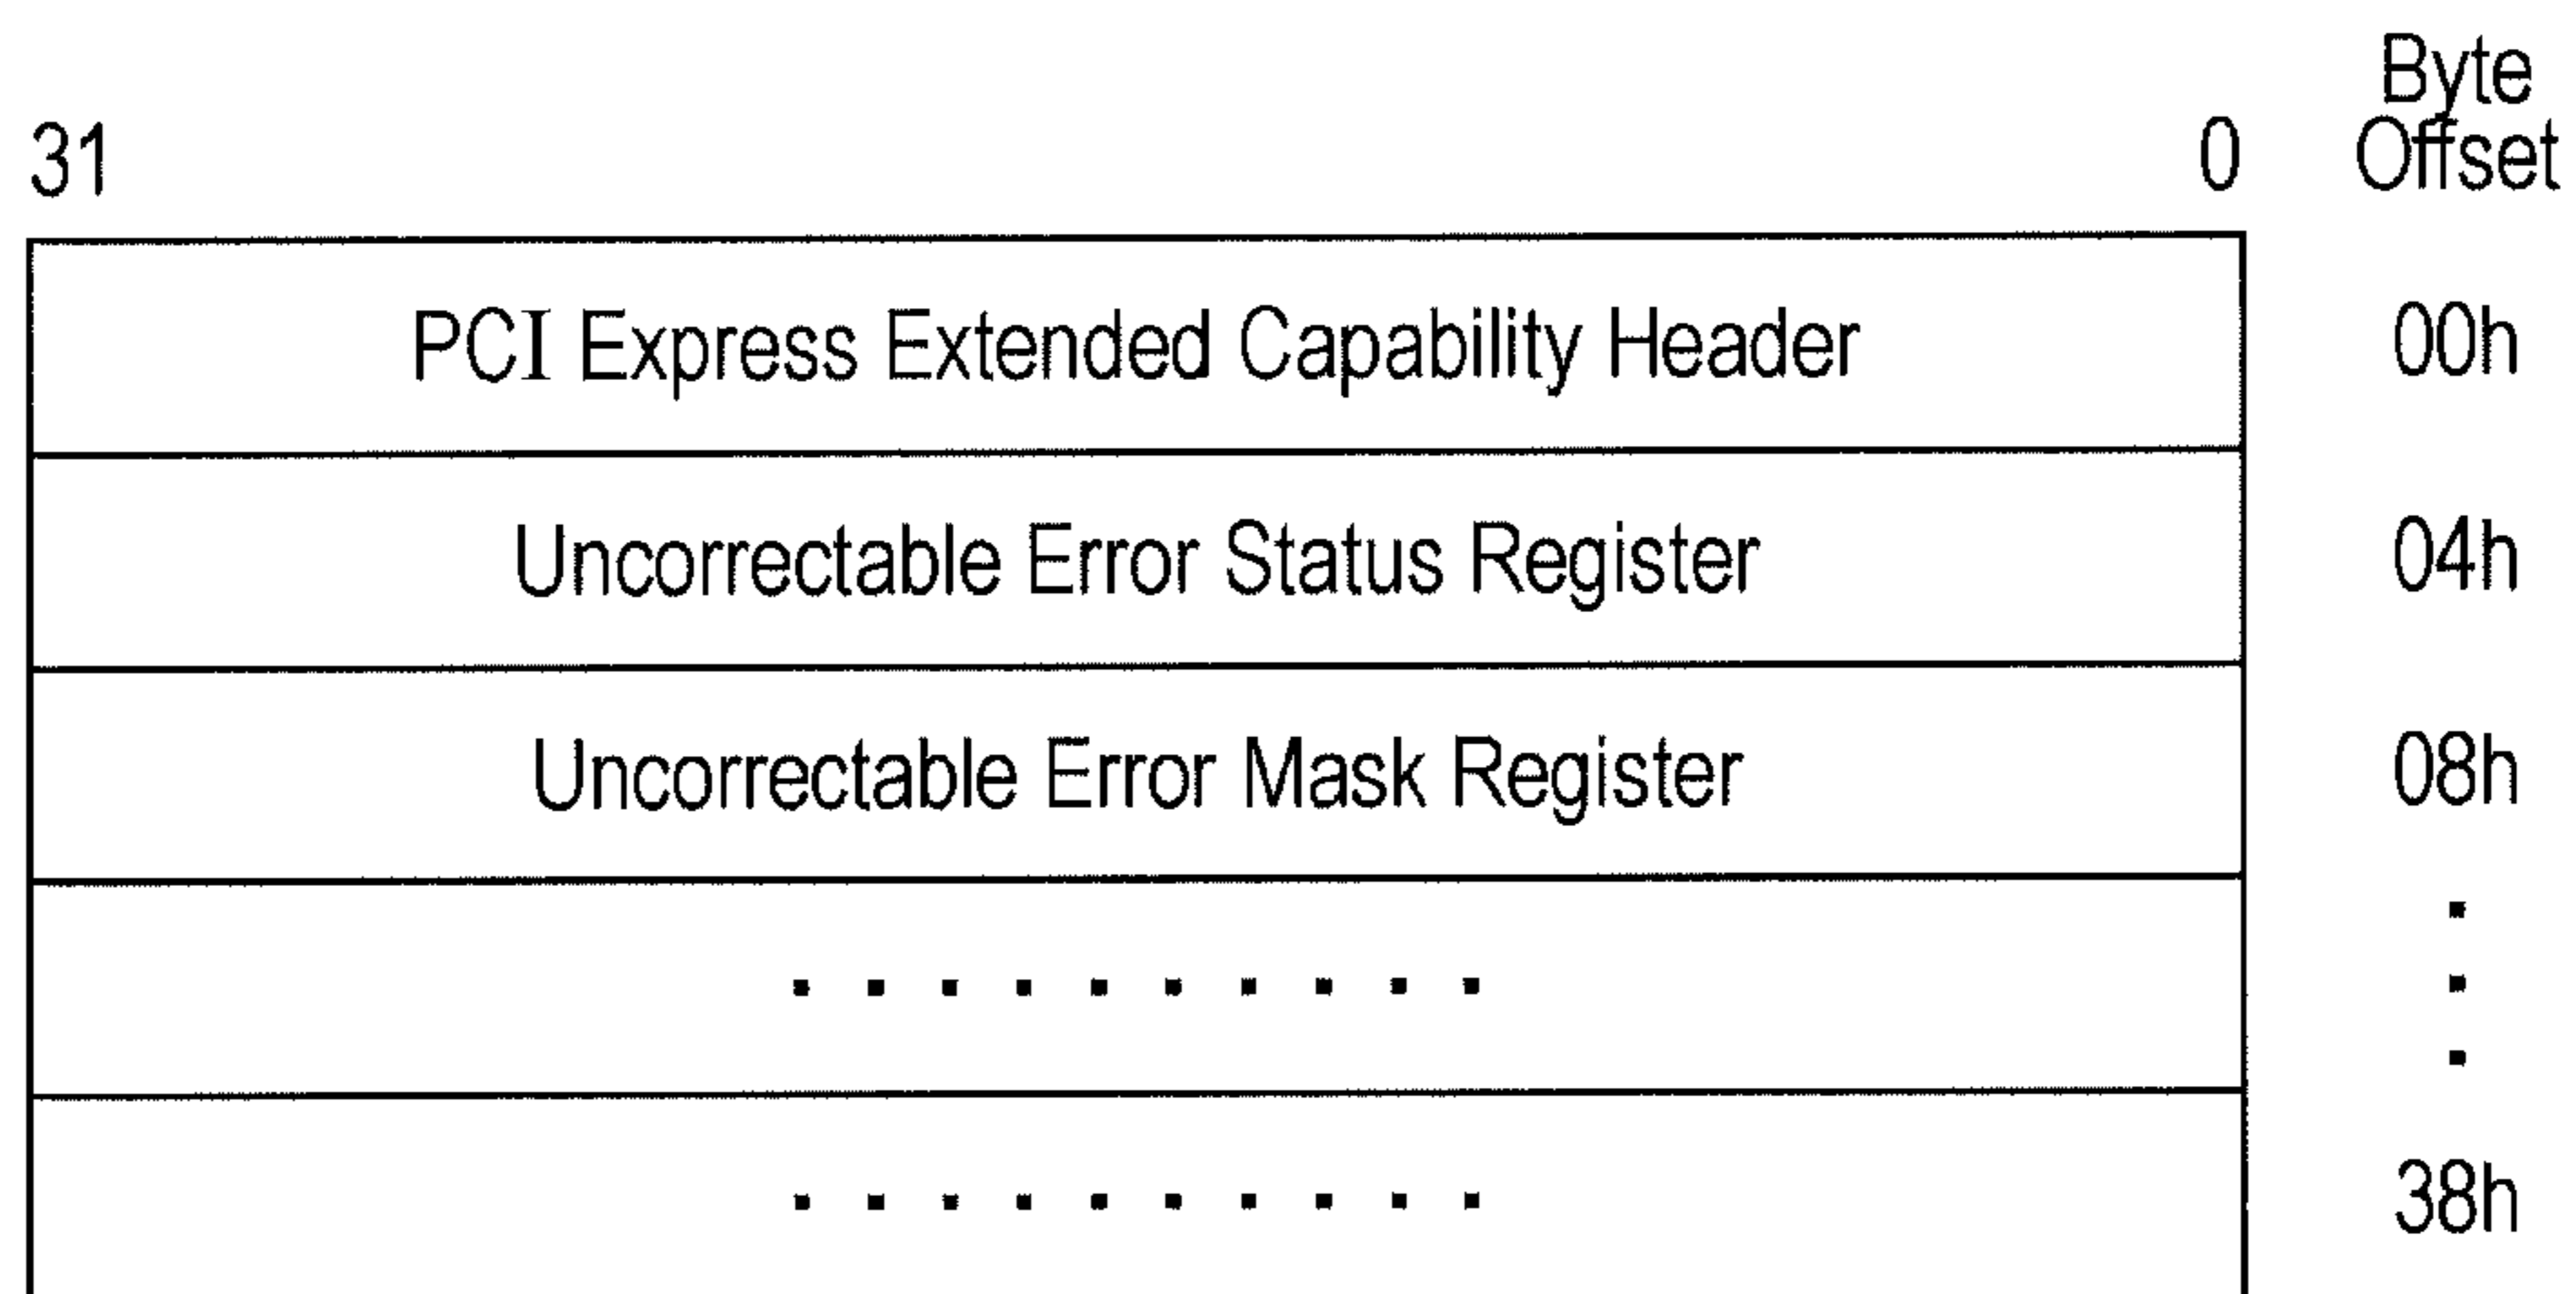 Byte
31 0 Offset
PCI Express Extended Capability Header 00h
Uncorrectable Error Status Register 04h
Uncorrectable Error Mask Register 08h
. . . . . . . . . .
. . . . . . . . . . 38h